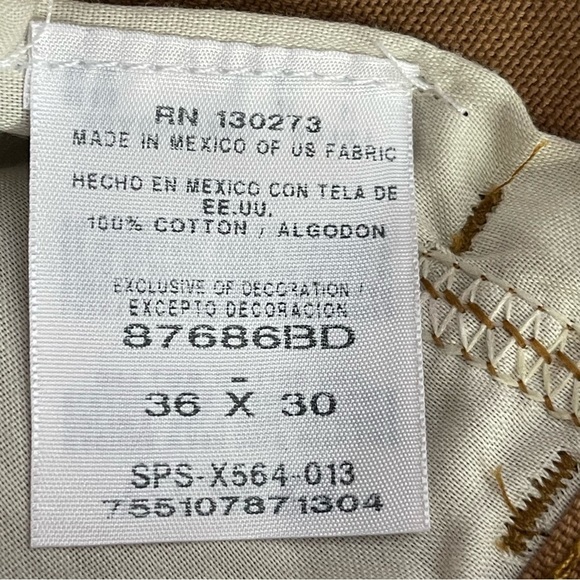 RN 130273
MADE IN MEXICO OF US FABRIC
HECHO EN MEXICO CON TELA DE
EE.UU.
100% COTTON / ALGODON
EXCLUSIVE OF DECORATION /
EXCEPTO DECORACION
87686BD
-
36 X 30
SPS-X564-013
755107871304